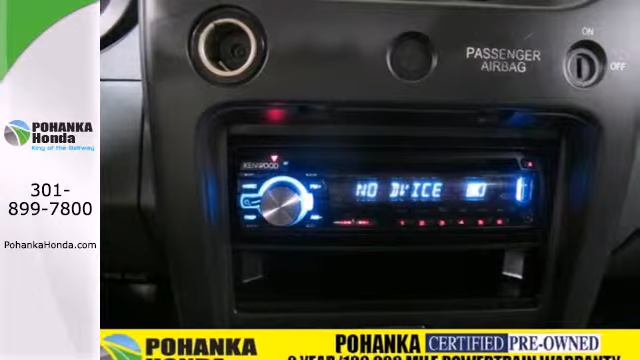 PASSENGER
AIRBAG
ON
OFF
POHANKA
Honda
King of the Beltway
301-
899-7800
PohankaHonda.com
KENWOOD
NO DVICE
POHANKA
POHANKA CERTIFIED PRE-OWNED